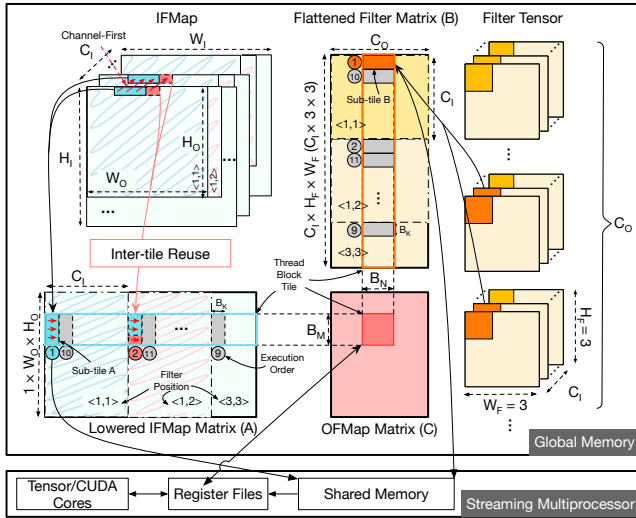 IFMap
Flattened Filter Matrix (B)
Filter Tensor
Channel-First
C_I
W_I
C_O
H_I
H_O
W_O
<1,1>
<1,2>
...
...
Inter-tile Reuse
C_I × H_F × W_F (C_I × 3 × 3)
1
10
Sub-tile B
C_I
<1,1>
2
11
...
<1,2>
9
B_K
<3,3>
...
C_O
H_F = 3
C_I
W_F = 3
...
Thread Block Tile
B_N
B_M
C_I
1 × W_O × H_O
B_K
...
1
10
2
11
9
Sub-tile A
Execution Order
Filter Position
<1,1>
<1,2>
<3,3>
Lowered IFMap Matrix (A)
OFMap Matrix (C)
Global Memory
Tensor/CUDA Cores
Register Files
Shared Memory
Streaming Multiprocessor